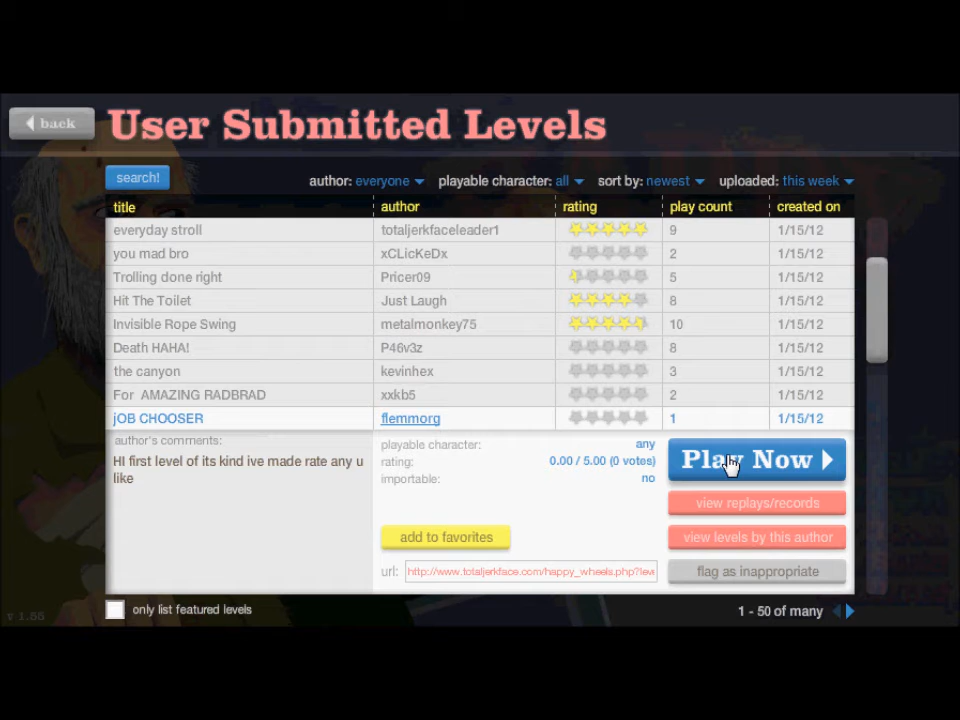 back
User Submitted Levels
search!
author: everyone playable character: all sort by: newest uploaded: this week
title author rating play count created on
everyday stroll totaljerkfaceleader1 9 1/15/12
you mad bro xCLicKeDx 2 1/15/12
Trolling done right Pricer09 5 1/15/12
Hit The Toilet Just Laugh 8 1/15/12
Invisible Rope Swing metalmonkey75 10 1/15/12
Death HAHA! P46v3z 8 1/15/12
the canyon kevinhex 3 1/15/12
For AMAZING RADBRAD xxkb5 2 1/15/12
jOB CHOOSER flemmorg 1 1/15/12
author's comments:
HI first level of its kind ive made rate any u
like
playable character: any
rating: 0.00 / 5.00 (0 votes)
importable: no
Play Now
view replays/records
add to favorites
view levels by this author
url: http://www.totaljerkface.com/happy_wheels.php?leve
flag as inappropriate
only list featured levels
1 - 50 of many
v 1.55